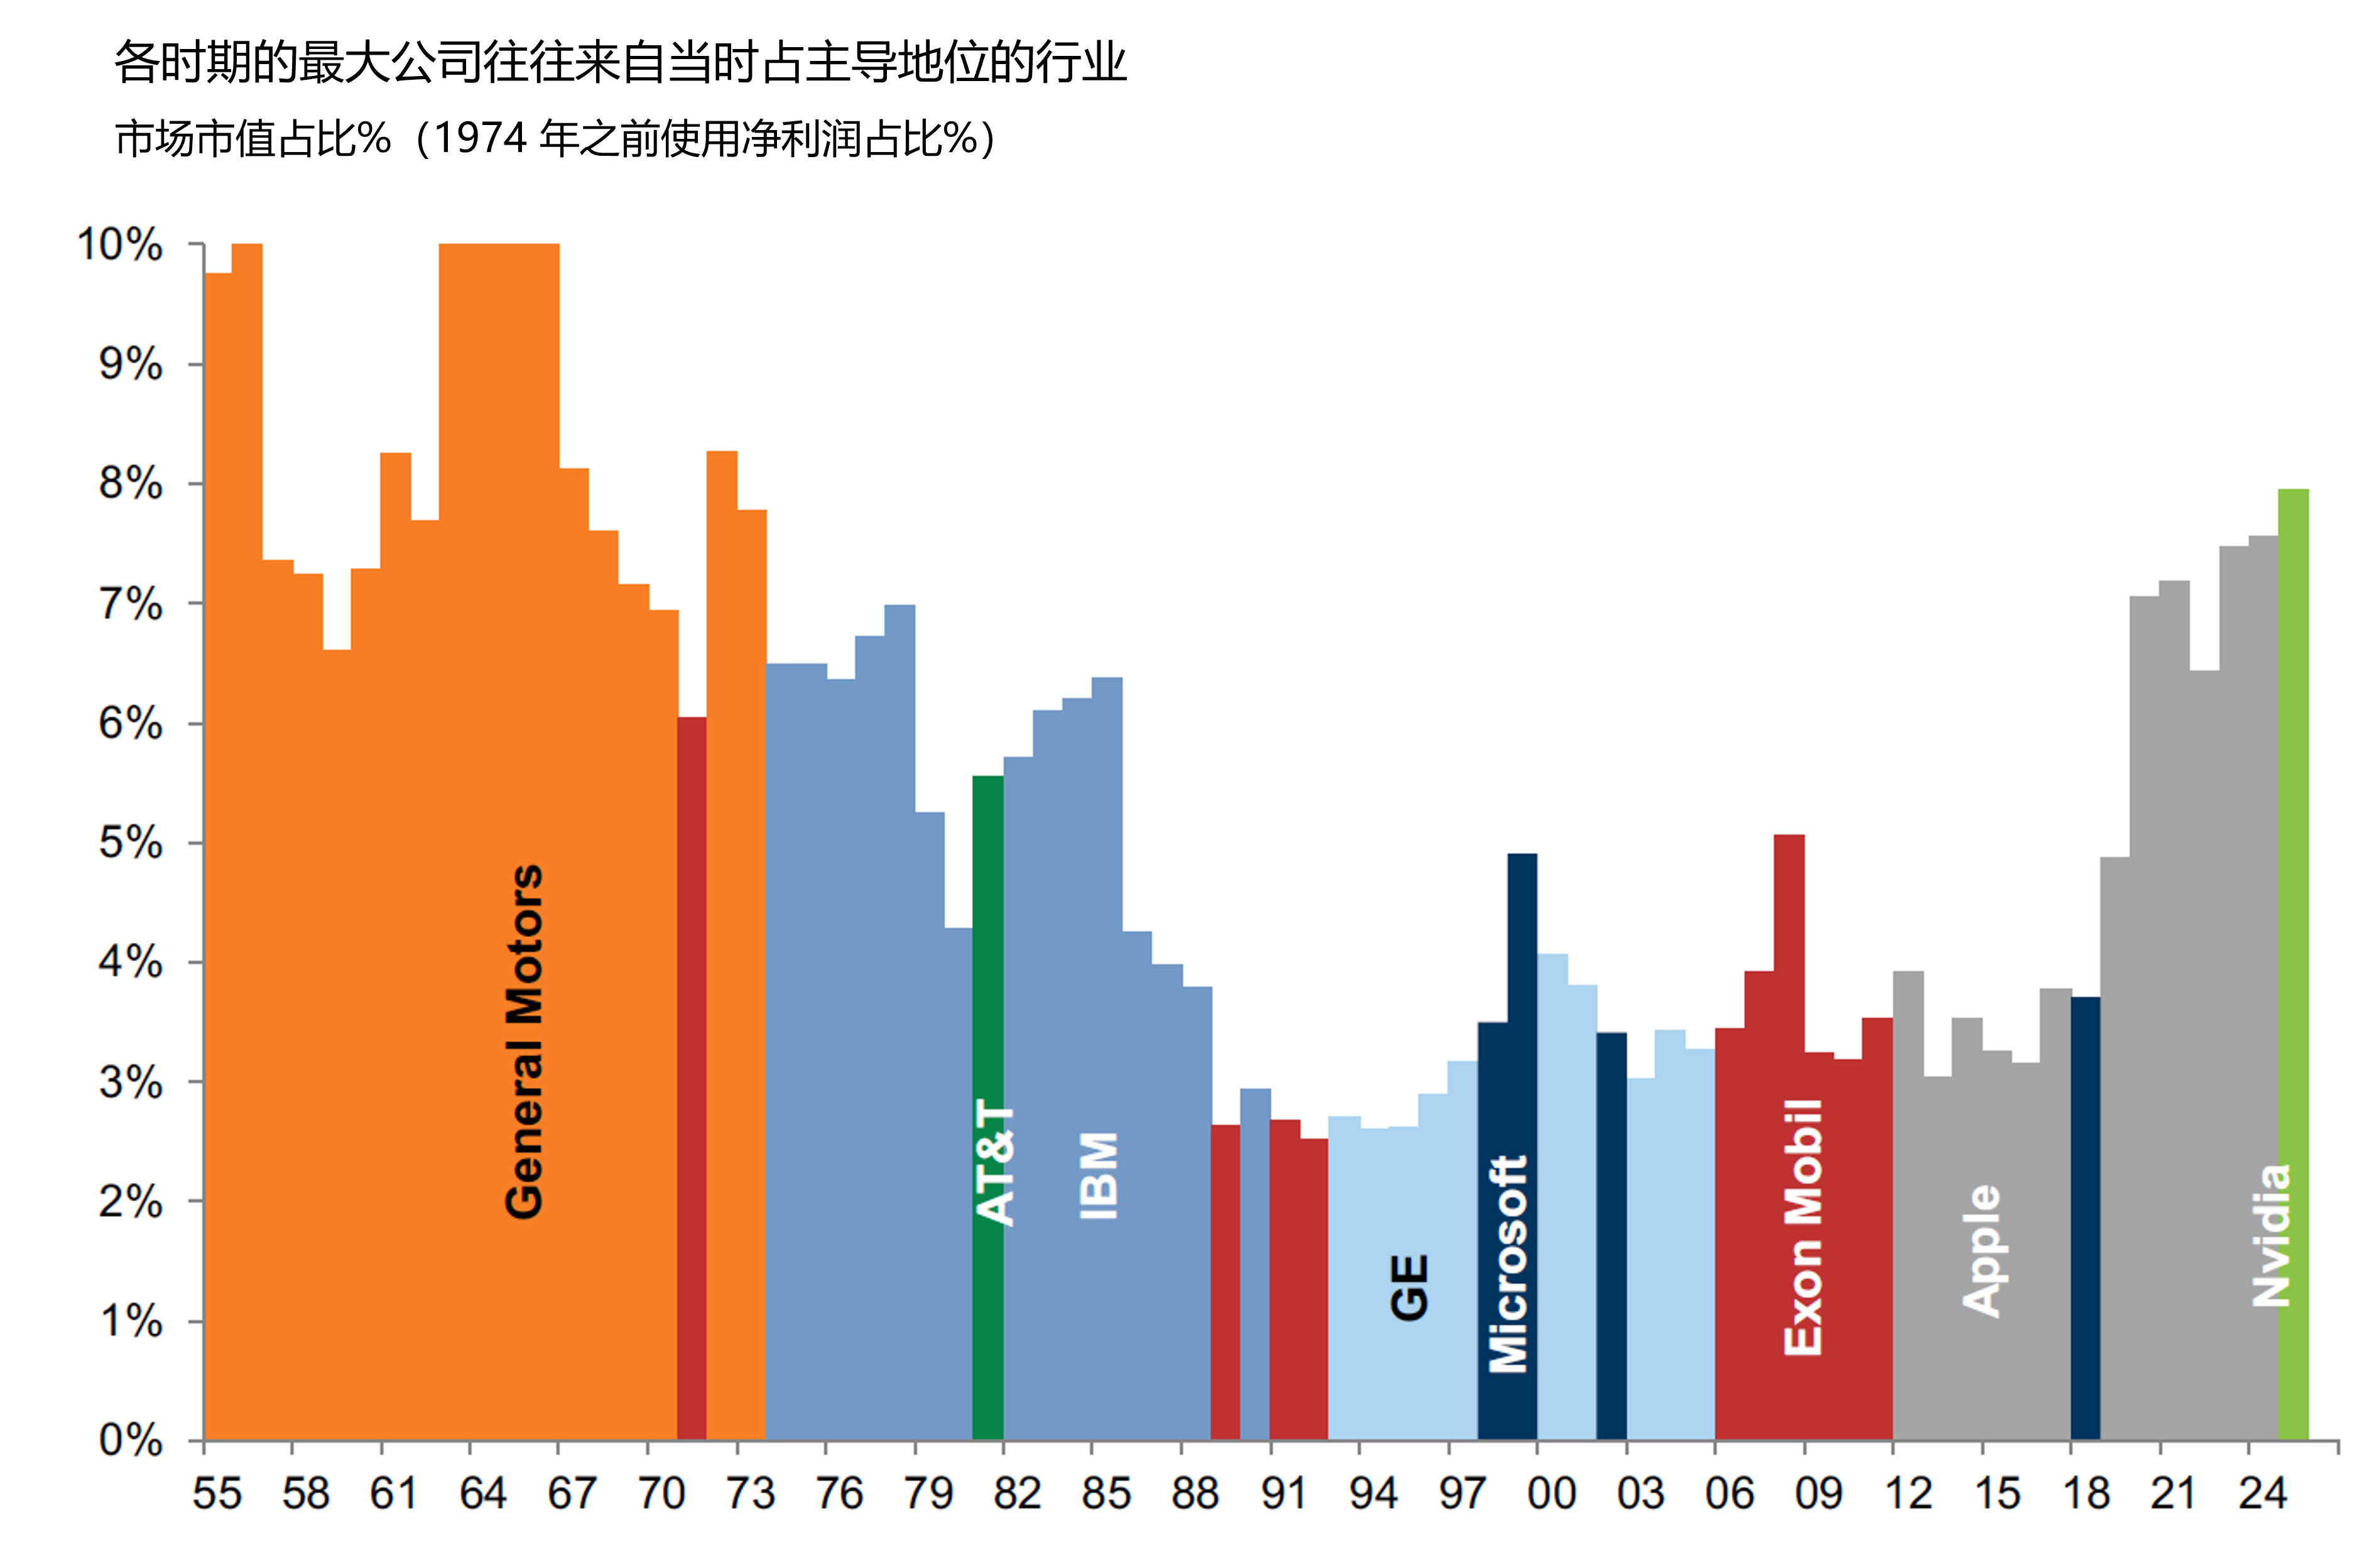 各时期的最大公司往往来自当时占主导地位的行业
市场市值占比%（1974 年之前使用净利润占比%）
10%
9%
8%
7%
6%
5%
4%
3%
2%
1%
0%
General Motors
AT&T
IBM
GE
Microsoft
Exon Mobil
Apple
Nvidia
55 58 61 64 67 70 73 76 79 82 85 88 91 94 97 00 03 06 09 12 15 18 21 24